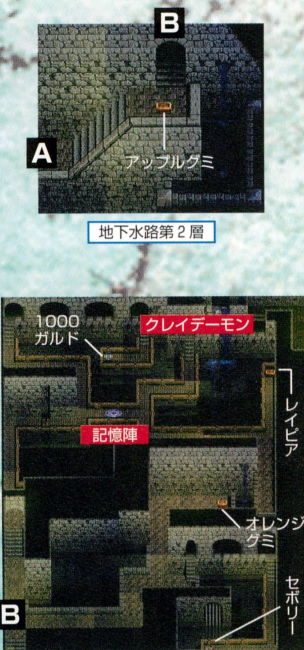 B
A
アップルグミ
地下水路第2層
1000
ガルド
クレイデーモン
記憶陣
レイピア
オレンジ
グミ
セボリー
B